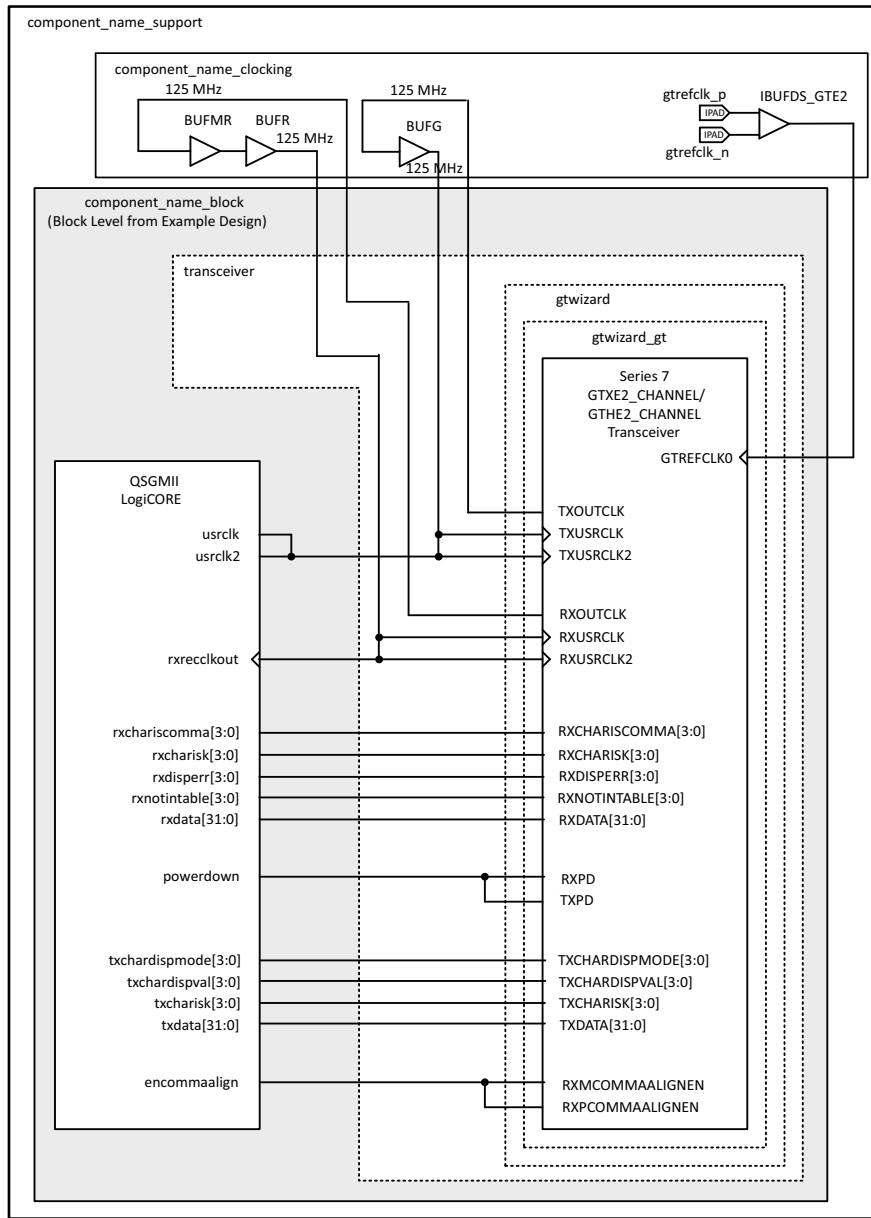 component_name_support
component_name_clocking
125 MHz
BUFMR
BUFR
125 MHz
125 MHz
BUFG
125 MHz
gtrefclk_p
IPAD
IPAD
gtrefclk_n
IBUFDS_GTE2
component_name_block
(Block Level from Example Design)
transceiver
gtwizard
gtwizard_gt
Series 7
GTXE2_CHANNEL/
GTHE2_CHANNEL
Transceiver
GTREFCLK0
QSGMII
LogiCORE
usrclk
usrclk2
TXOUTCLK
TXUSRCLK
TXUSRCLK2
RXOUTCLK
RXUSRCLK
rxrecclkout
RXUSRCLK2
rxchariscomma[3:0]
RXCHARISCOMMA[3:0]
rxcharisk[3:0]
RXCHARISK[3:0]
rxdisperr[3:0]
RXDISPERR[3:0]
rxnotintable[3:0]
RXNOTINTABLE[3:0]
rxdata[31:0]
RXDATA[31:0]
powerdown
RXPD
TXPD
txchardispmode[3:0]
TXCHARDISPMODE[3:0]
txchardispval[3:0]
TXCHARDISPVAL[3:0]
txcharisk[3:0]
TXCHARISK[3:0]
txdata[31:0]
TXDATA[31:0]
encommaalign
RXMCOMMAALIGNEN
RXPCOMMAALIGNEN